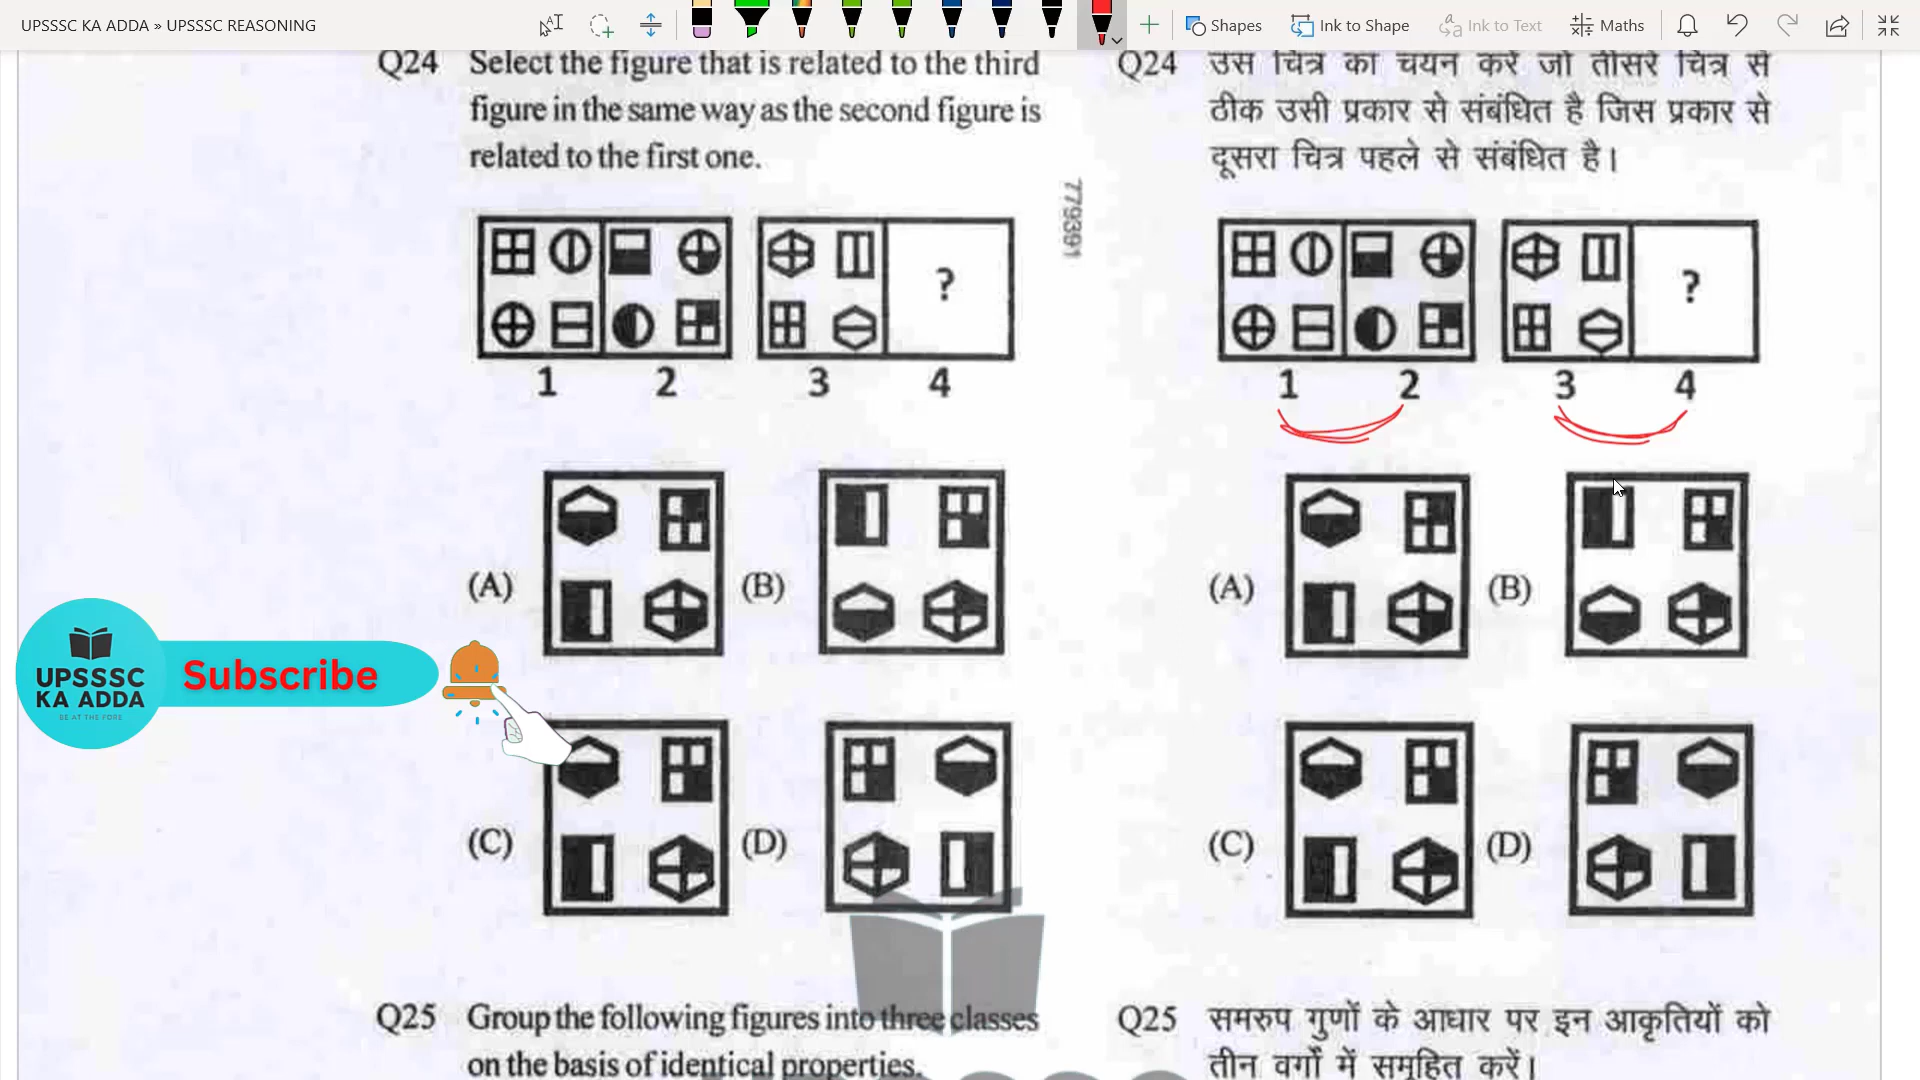 UPSSSC KA ADDA » UPSSSC REASONING
Shapes
Ink to Shape
Ink to Text
Maths
Q24 Select the figure that is related to the third
figure in the same way as the second figure is
related to the first one.
779391
?
1 2 3 4
(A)
(B)
(C)
(D)
Q25 Group the following figures into three classes
on the basis of identical properties.
Q24 उस चित्र का चयन करें जो तीसरे चित्र से
ठीक उसी प्रकार से संबंधित है जिस प्रकार से
दूसरा चित्र पहले से संबंधित है।
?
1 2 3 4
(A)
(B)
(C)
(D)
Q25 समरुप गुणों के आधार पर इन आकृतियों को
तीन वर्गों में समूहित करें।
UPSSSC
KA ADDA
BE AT THE FORE
Subscribe